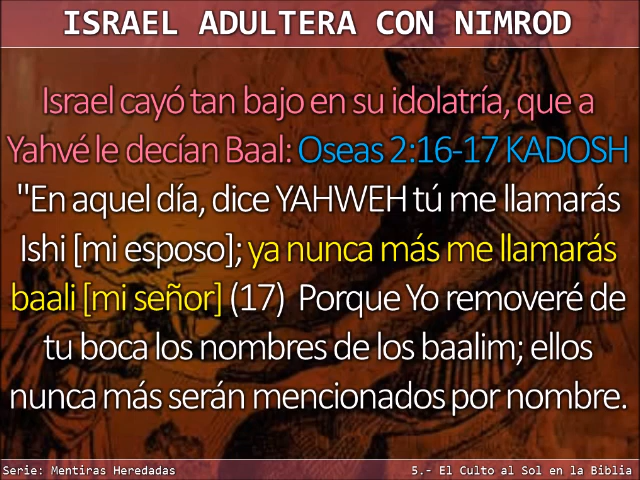 ISRAEL ADULTERA CON NIMROD
Israel cayó tan bajo en su idolatría, que a
Yahvé le decían Baal: Oseas 2:16-17 KADOSH
"En aquel día, dice YAHWEH tú me llamarás
Ishi [mi esposo]; ya nunca más me llamarás
baali [mi señor] (17) Porque Yo removeré de
tu boca los nombres de los baalim; ellos
nunca más serán mencionados por nombre.
Serie: Mentiras Heredadas
5.- El Culto al Sol en la Biblia